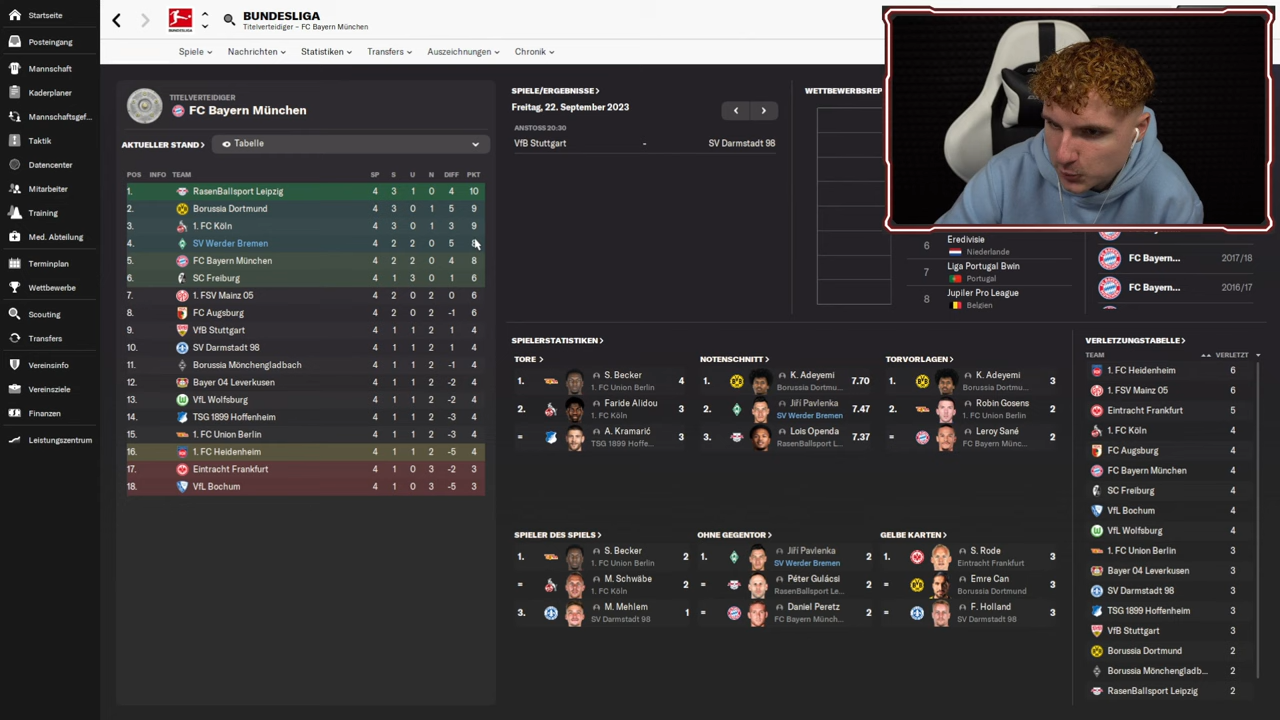 Startseite
Posteingang
Mannschaft
Kaderplaner
Mannschaftsgef...
Taktik
Datencenter
Mitarbeiter
Training
Med. Abteilung
Terminplan
Wettbewerbe
Scouting
Transfers
Vereinsinfo
Vereinsziele
Finanzen
Leistungszentrum
BUNDESLIGA
Titelverteidiger - FC Bayern München
Spiele Nachrichten Statistiken Transfers Auszeichnungen Chronik
TITELVERTEIDIGER
FC Bayern München
AKTUELLER STAND Tabelle
POS INFO TEAM SP S U N DIFF PKT
1. RasenBallsport Leipzig 4 3 1 0 4 10
2. Borussia Dortmund 4 3 0 1 5 9
3. 1. FC Köln 4 3 0 1 3 9
4. SV Werder Bremen 4 2 2 0 5 8
5. FC Bayern München 4 2 2 0 4 8
6. SC Freiburg 4 1 3 0 1 6
7. 1. FSV Mainz 05 4 2 0 2 0 6
8. FC Augsburg 4 2 0 2 -1 6
9. VfB Stuttgart 4 1 1 2 1 4
10. SV Darmstadt 98 4 1 1 2 0 4
11. Borussia Mönchengladbach 4 1 1 2 -1 4
12. Bayer 04 Leverkusen 4 1 1 2 -2 4
13. VfL Wolfsburg 4 1 1 2 -2 4
14. TSG 1899 Hoffenheim 4 1 1 2 -3 4
15. 1. FC Union Berlin 4 1 1 2 -3 4
16. 1. FC Heidenheim 4 1 1 2 -5 4
17. Eintracht Frankfurt 4 1 0 3 -2 3
18. VfL Bochum 4 1 0 3 -5 3
SPIELE/ERGEBNISSE
Freitag, 22. September 2023
ANSTOSS 20:30
VfB Stuttgart - SV Darmstadt 98
WETTBEWERBSREP
6 Eredivisie
Niederlande
7 Liga Portugal Bwin
Portugal
8 Jupiler Pro League
Belgien
FC Bayern... 2017/18
FC Bayern... 2016/17
SPIELERSTATISTIKEN
TORE
1. S. Becker 4
1. FC Union Berlin
2. Faride Alidou 3
1. FC Köln
= A. Kramarić 3
TSG 1899 Hoffe...
NOTENSCHNITT
1. K. Adeyemi 7.70
Borussia Dortmu...
2. Jiří Pavlenka 7.47
SV Werder Bremen
3. Lois Openda 7.37
RasenBallsport Le...
TORVORLAGEN
1. K. Adeyemi 3
Borussia Dortmu...
2. Robin Gosens 2
1. FC Union Berlin
= Leroy Sané 2
FC Bayern Münc...
SPIELER DES SPIELS
1. S. Becker 2
1. FC Union Berlin
= M. Schwäbe 2
1. FC Köln
3. M. Mehlem 1
SV Darmstadt 98
OHNE GEGENTOR
1. Jiří Pavlenka 2
SV Werder Bremen
= Péter Gulácsi 2
RasenBallsport Le...
= Daniel Peretz 2
FC Bayern Münch...
GELBE KARTEN
1. S. Rode 3
Eintracht Frankfurt
= Emre Can 3
Borussia Dortmund
= F. Holland 3
SV Darmstadt 98
VERLETZUNGSTABELLE
TEAM VERLETZT
1. FC Heidenheim 6
1. FSV Mainz 05 6
Eintracht Frankfurt 5
1. FC Köln 4
FC Augsburg 4
FC Bayern München 4
SC Freiburg 4
VfL Bochum 4
VfL Wolfsburg 4
1. FC Union Berlin 3
Bayer 04 Leverkusen 3
SV Darmstadt 98 3
TSG 1899 Hoffenheim 3
VfB Stuttgart 3
Borussia Dortmund 2
Borussia Mönchengladb... 2
RasenBallsport Leipzig 2